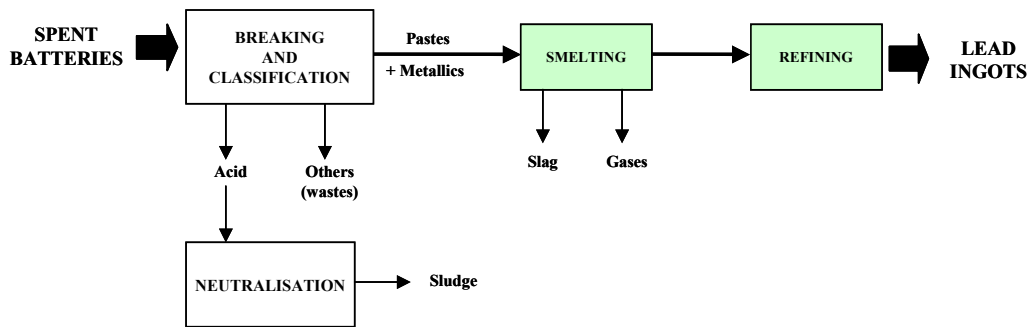 SPENT
BATTERIES
BREAKING
AND
CLASSIFICATION
Pastes
+ Metallics
SMELTING
REFINING
LEAD
INGOTS
Acid
Others
(wastes)
Slag
Gases
NEUTRALISATION
Sludge